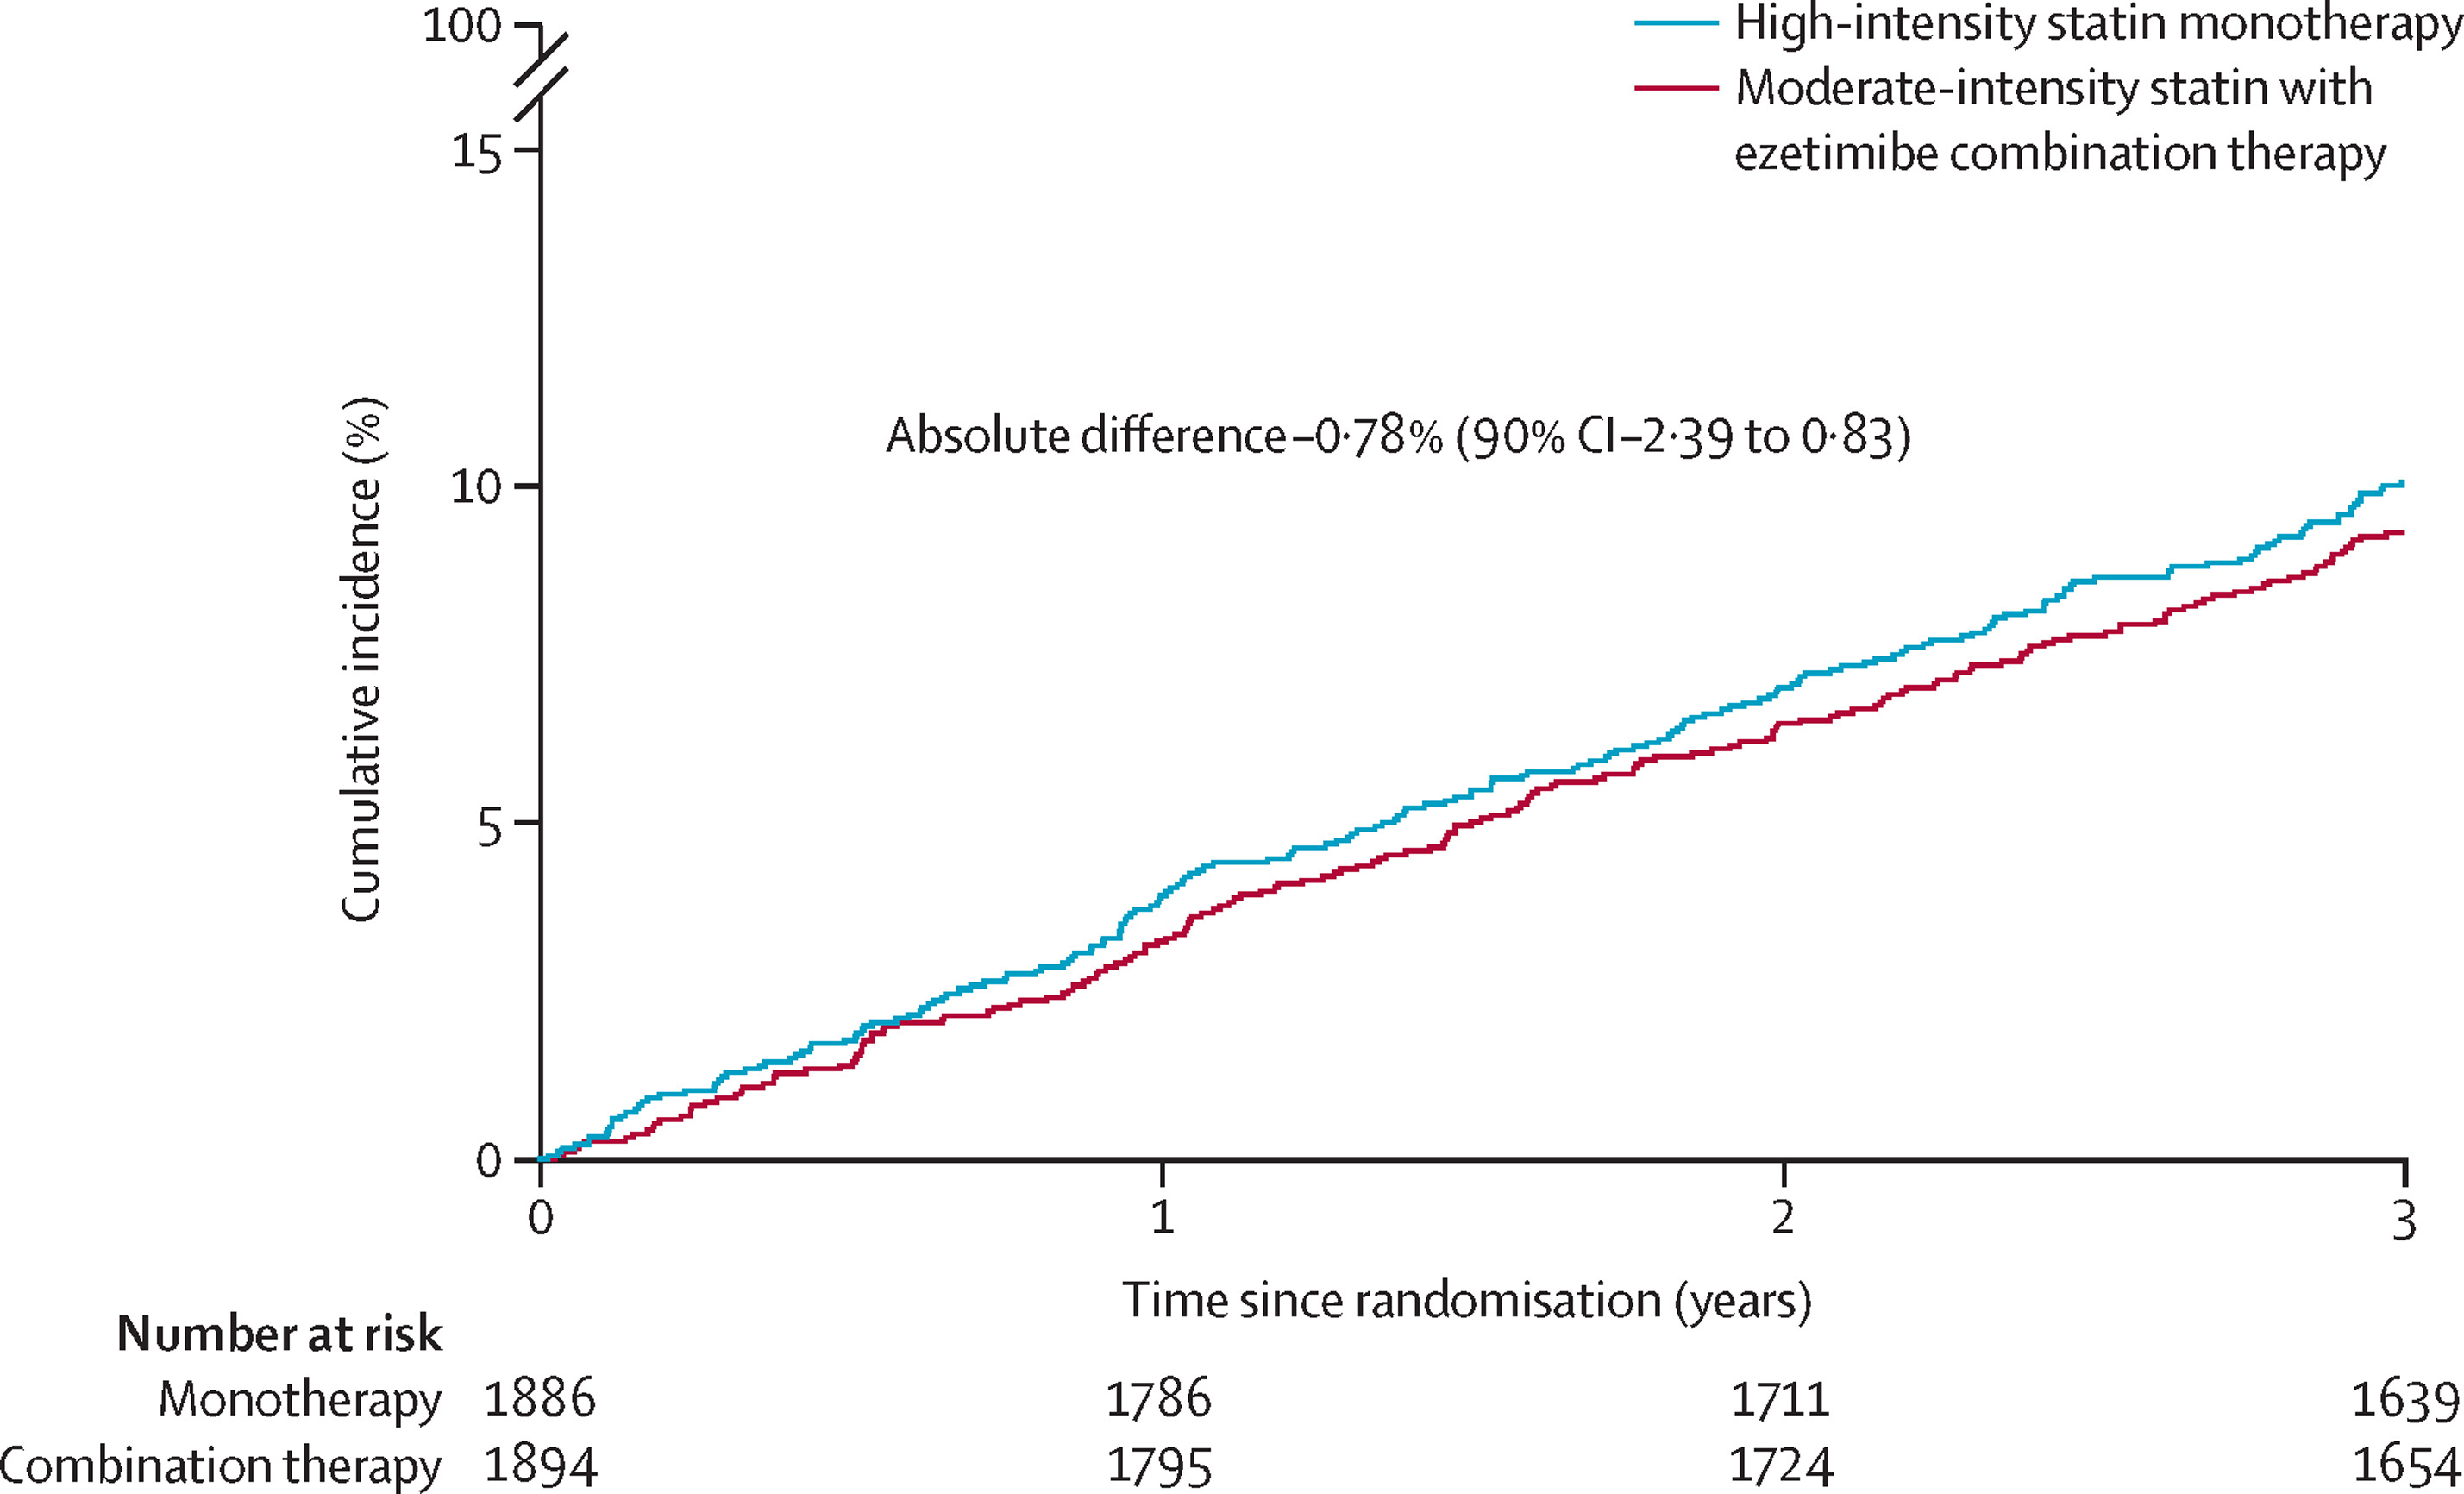 High-intensity statin monotherapy
Moderate-intensity statin with
ezetimibe combination therapy
100
15
10
5
0
Cumulative incidence (%)
Absolute difference–0·78% (90% CI–2·39 to 0·83)
0 1 2 3
Time since randomisation (years)
Number at risk
Monotherapy 1886 1786 1711 1639
Combination therapy 1894 1795 1724 1654